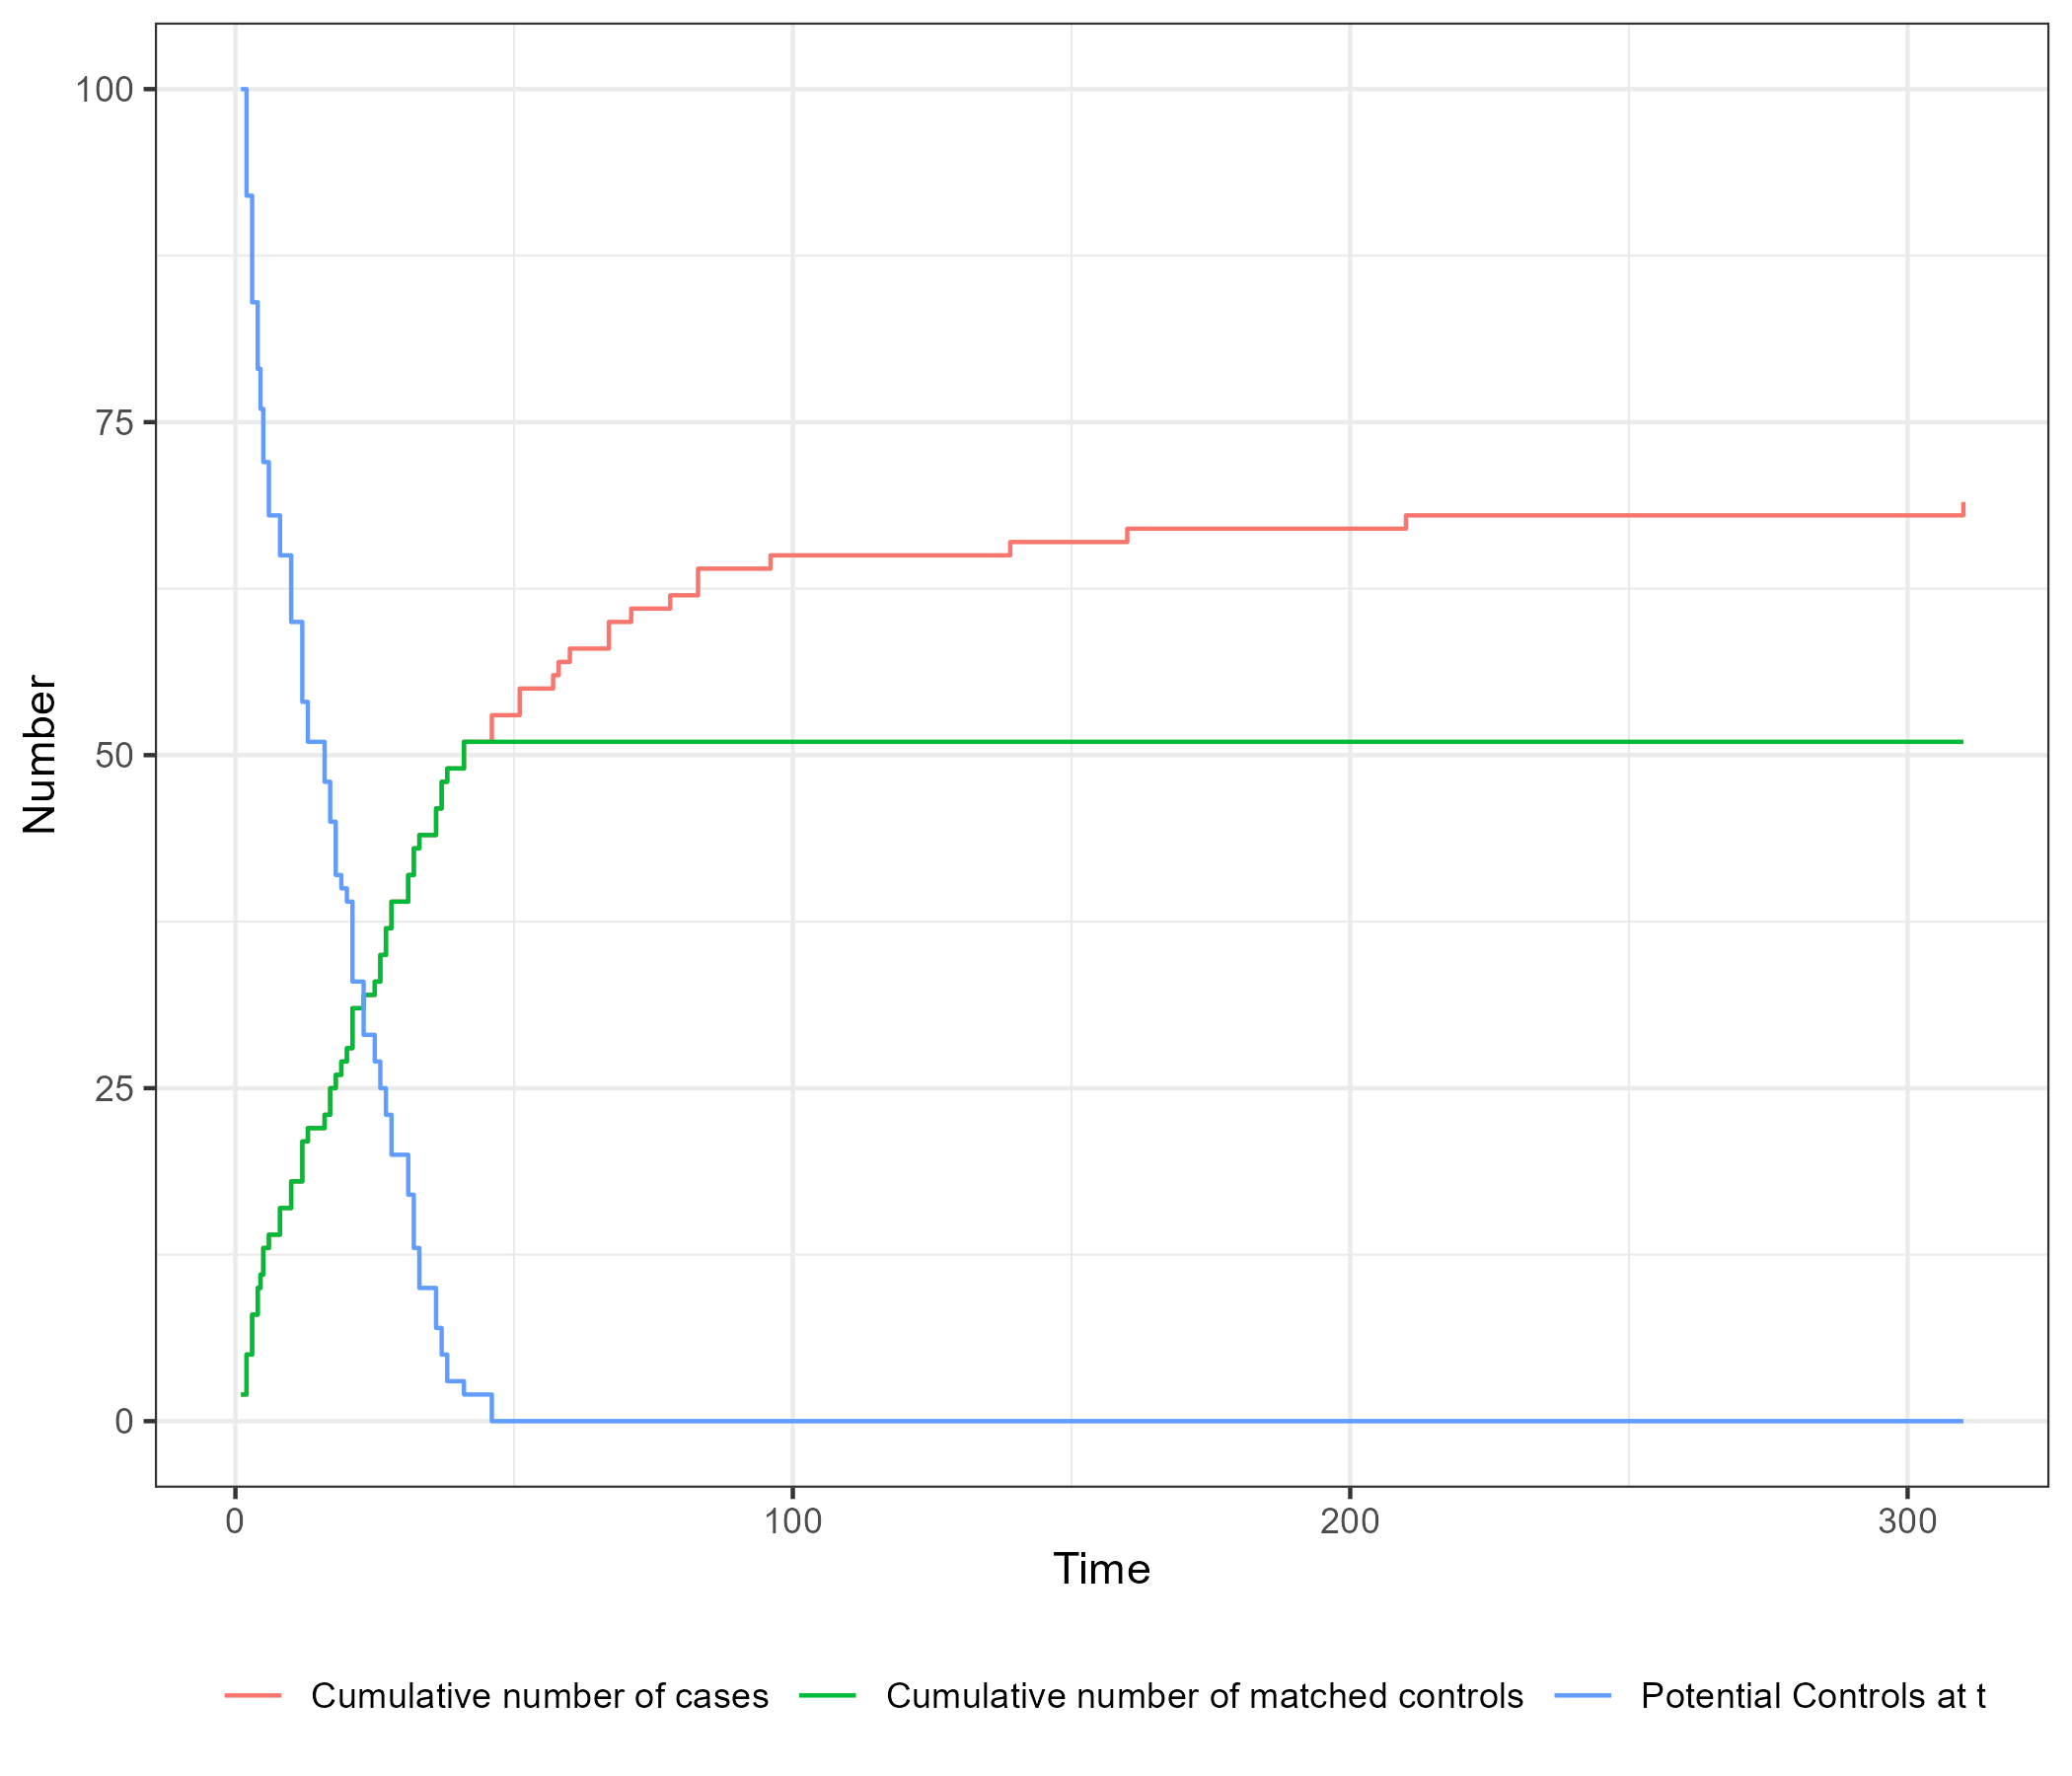 100
75
50
25
0
Number
0 100 200 300
Time
Cumulative number of cases Cumulative number of matched controls Potential Controls at t